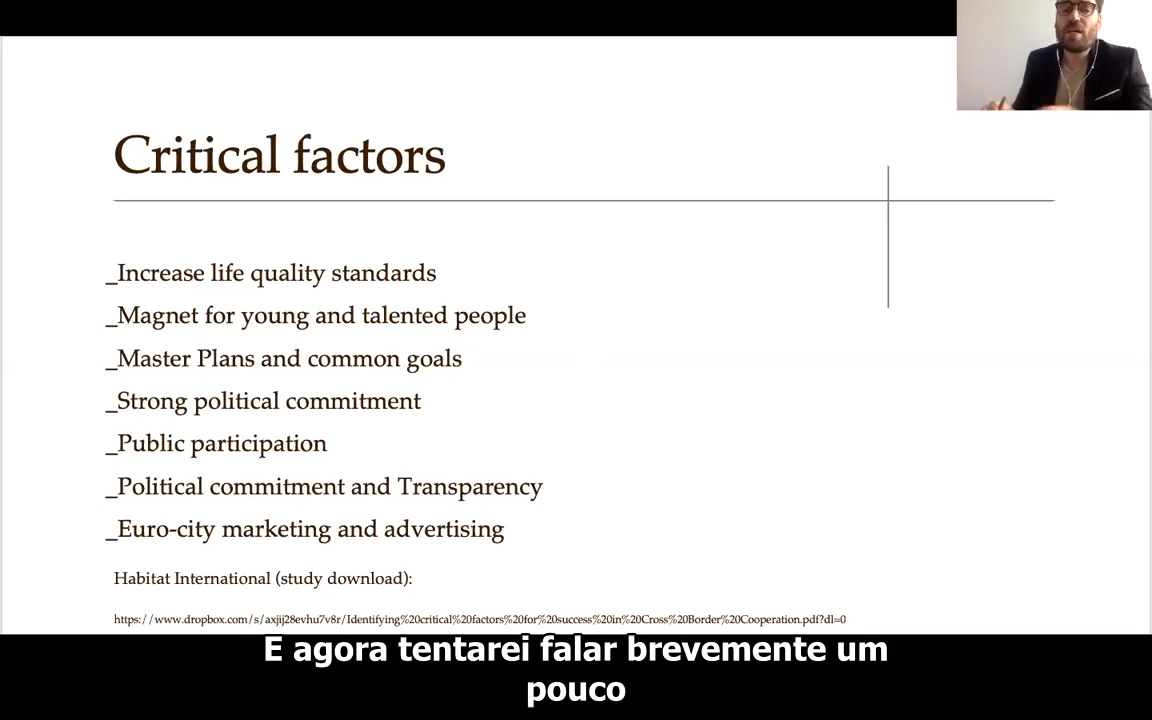 Critical factors
_Increase life quality standards
_Magnet for young and talented people
_Master Plans and common goals
_Strong political commitment
_Public participation
_Political commitment and Transparency
_Euro-city marketing and advertising
Habitat International (study download):
https://www.dropbox.com/s/axjij28evhu7v8r/Identifying%20critical%20factors%20for%20success%20in%20Cross%20Border%20Cooperation.pdf?dl=0
E agora tentarei falar brevemente um
pouco